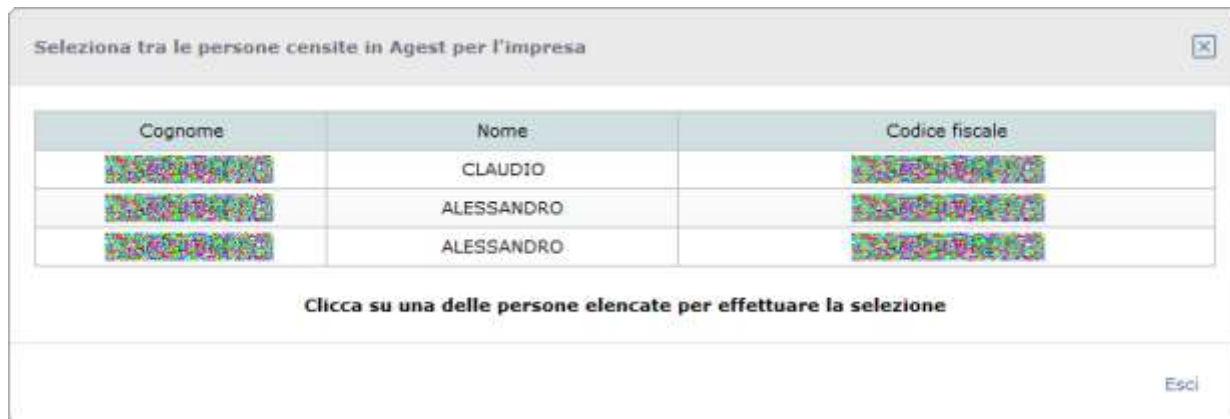 Seleziona tra le persone censite in Agest per l'impresa
Cognome Nome Codice fiscale
CLAUDIO
ALESSANDRO
ALESSANDRO
Clicca su una delle persone elencate per effettuare la selezione
Esci